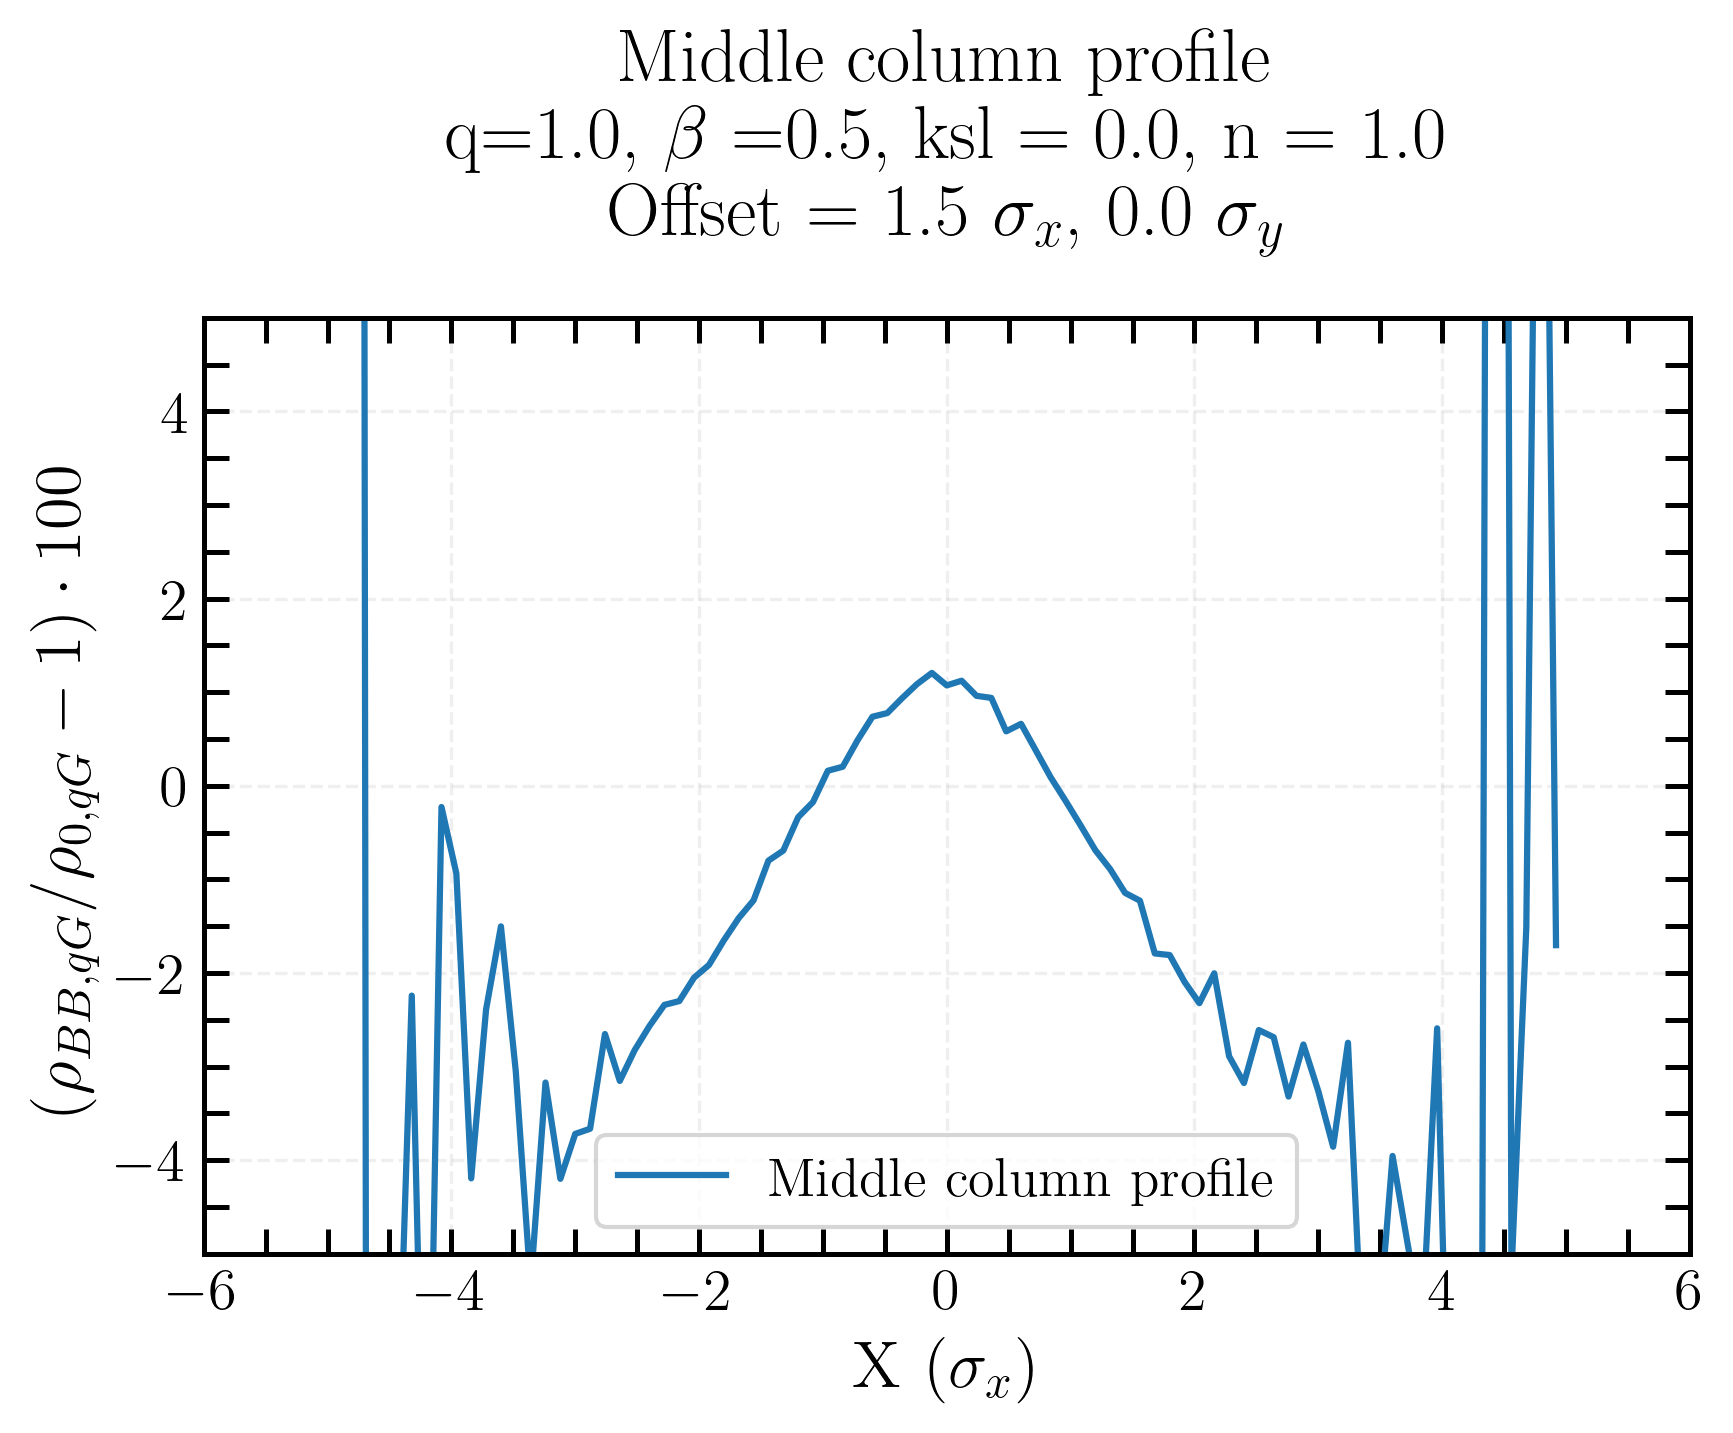 Middle column profile
q=1.0, β =0.5, ksl = 0.0, n = 1.0
Offset = 1.5 σ_x, 0.0 σ_y
(ρ_{BB,qG}/ρ_{0,qG} − 1) · 100
4
2
0
−2
−4
Middle column profile
−6 −4 −2 0 2 4 6
X (σ_x)